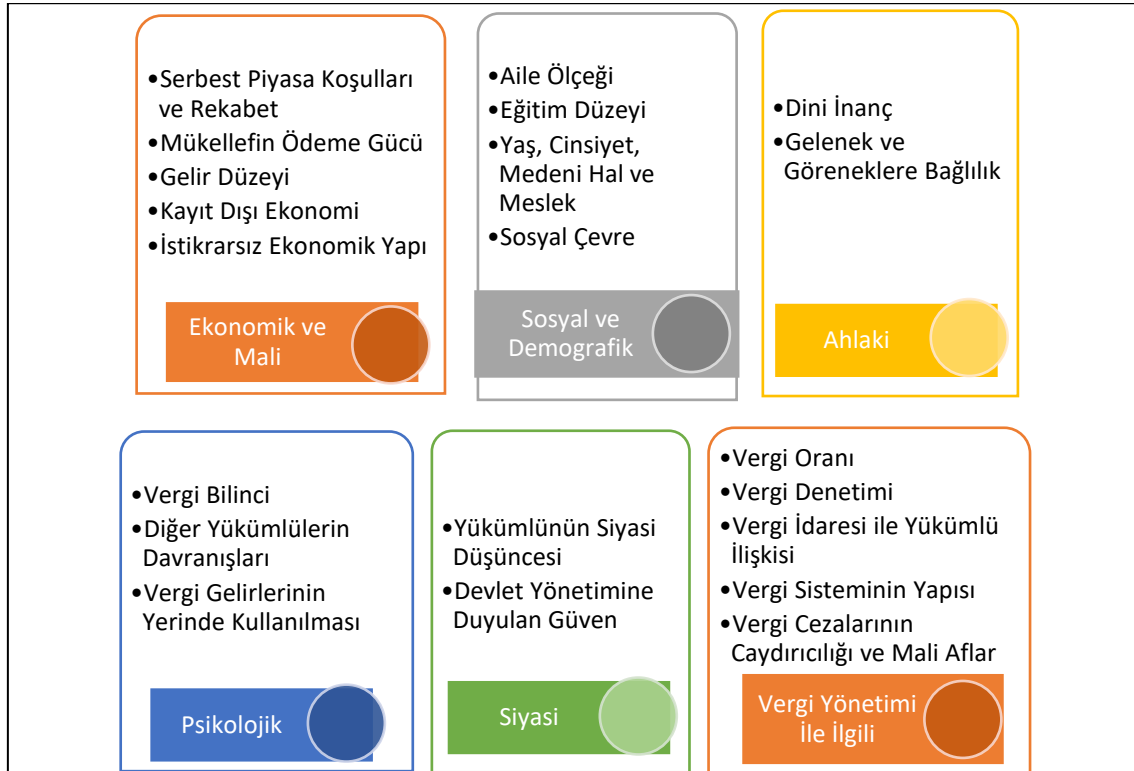 •Serbest Piyasa Koşulları
ve Rekabet
•Mükellefin Ödeme Gücü
•Gelir Düzeyi
•Kayıt Dışı Ekonomi
•İstikrarsız Ekonomik Yapı
Ekonomik ve
Mali
•Aile Ölçeği
•Eğitim Düzeyi
•Yaş, Cinsiyet,
Medeni Hal ve
Meslek
•Sosyal Çevre
Sosyal ve
Demografik
•Dini İnanç
•Gelenek ve
Göreneklere Bağlılık
Ahlaki
•Vergi Bilinci
•Diğer Yükümlülerin
Davranışları
•Vergi Gelirlerinin
Yerinde Kullanılması
Psikolojik
•Yükümlünün Siyasi
Düşüncesi
•Devlet Yönetimine
Duyulan Güven
Siyasi
•Vergi Oranı
•Vergi Denetimi
•Vergi İdaresi ile Yükümlü
İlişkisi
•Vergi Sisteminin Yapısı
•Vergi Cezalarının
Caydırıcılığı ve Mali Aflar
Vergi Yönetimi
İle İlgili